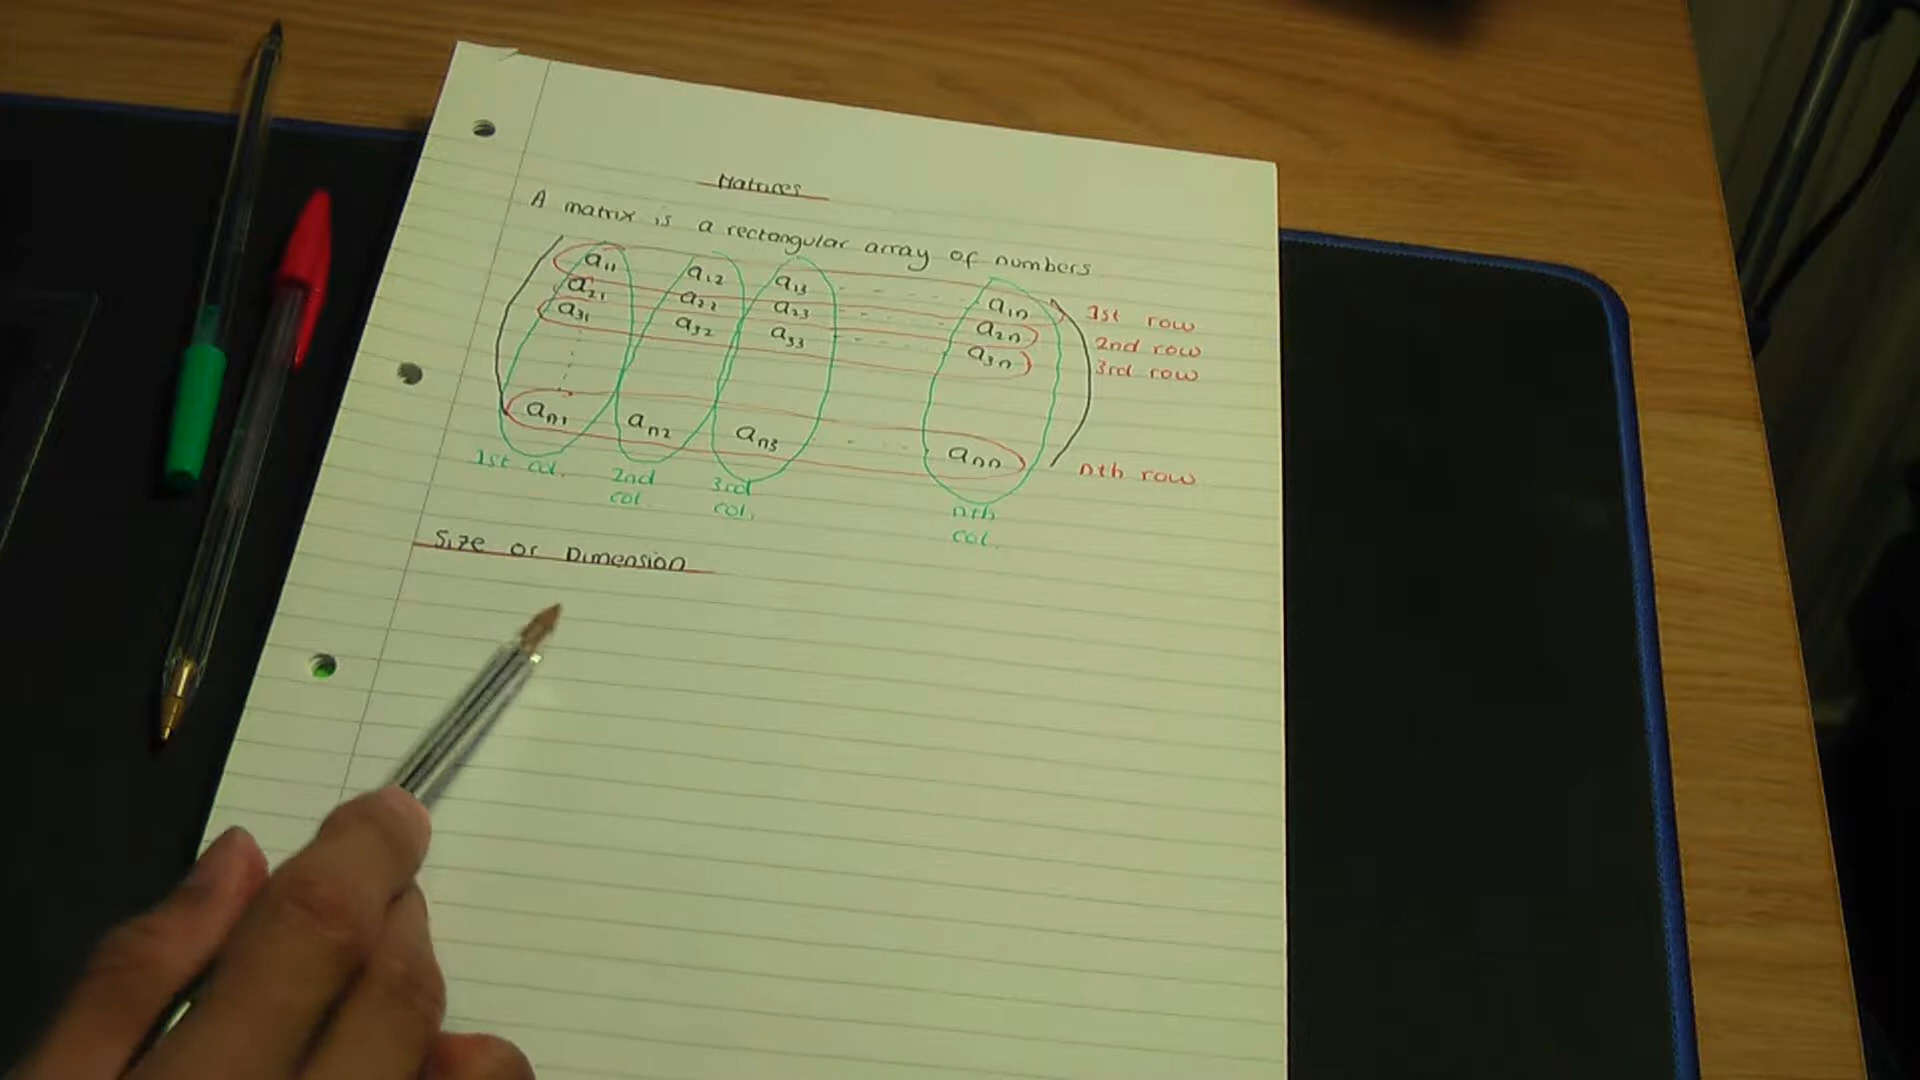 Matrices
A matrix is a rectangular array of numbers
a11 a12 a13 - - - - a1n 1st row
a21 a22 a23 - - - - a2n 2nd row
a31 a32 a33 - - - - a3n 3rd row
an1 an2 an3 - - - ann nth row
1st col. 2nd col 3rd col. nth col.
Size or Dimension